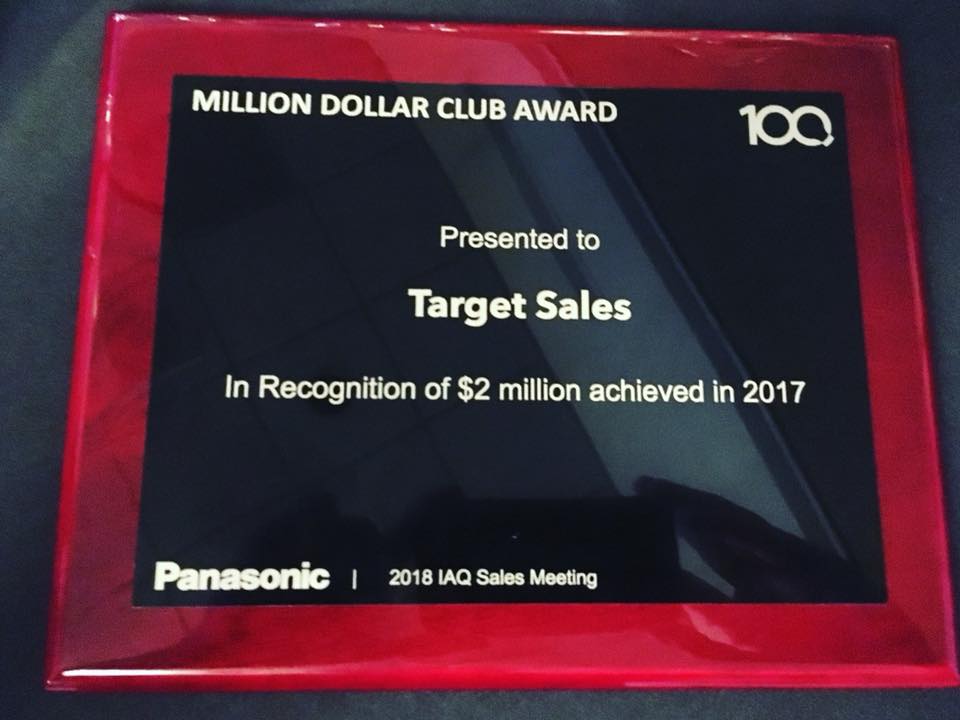 MILLION DOLLAR CLUB AWARD
100
Presented to
Target Sales
In Recognition of $2 million achieved in 2017
Panasonic | 2018 IAQ Sales Meeting